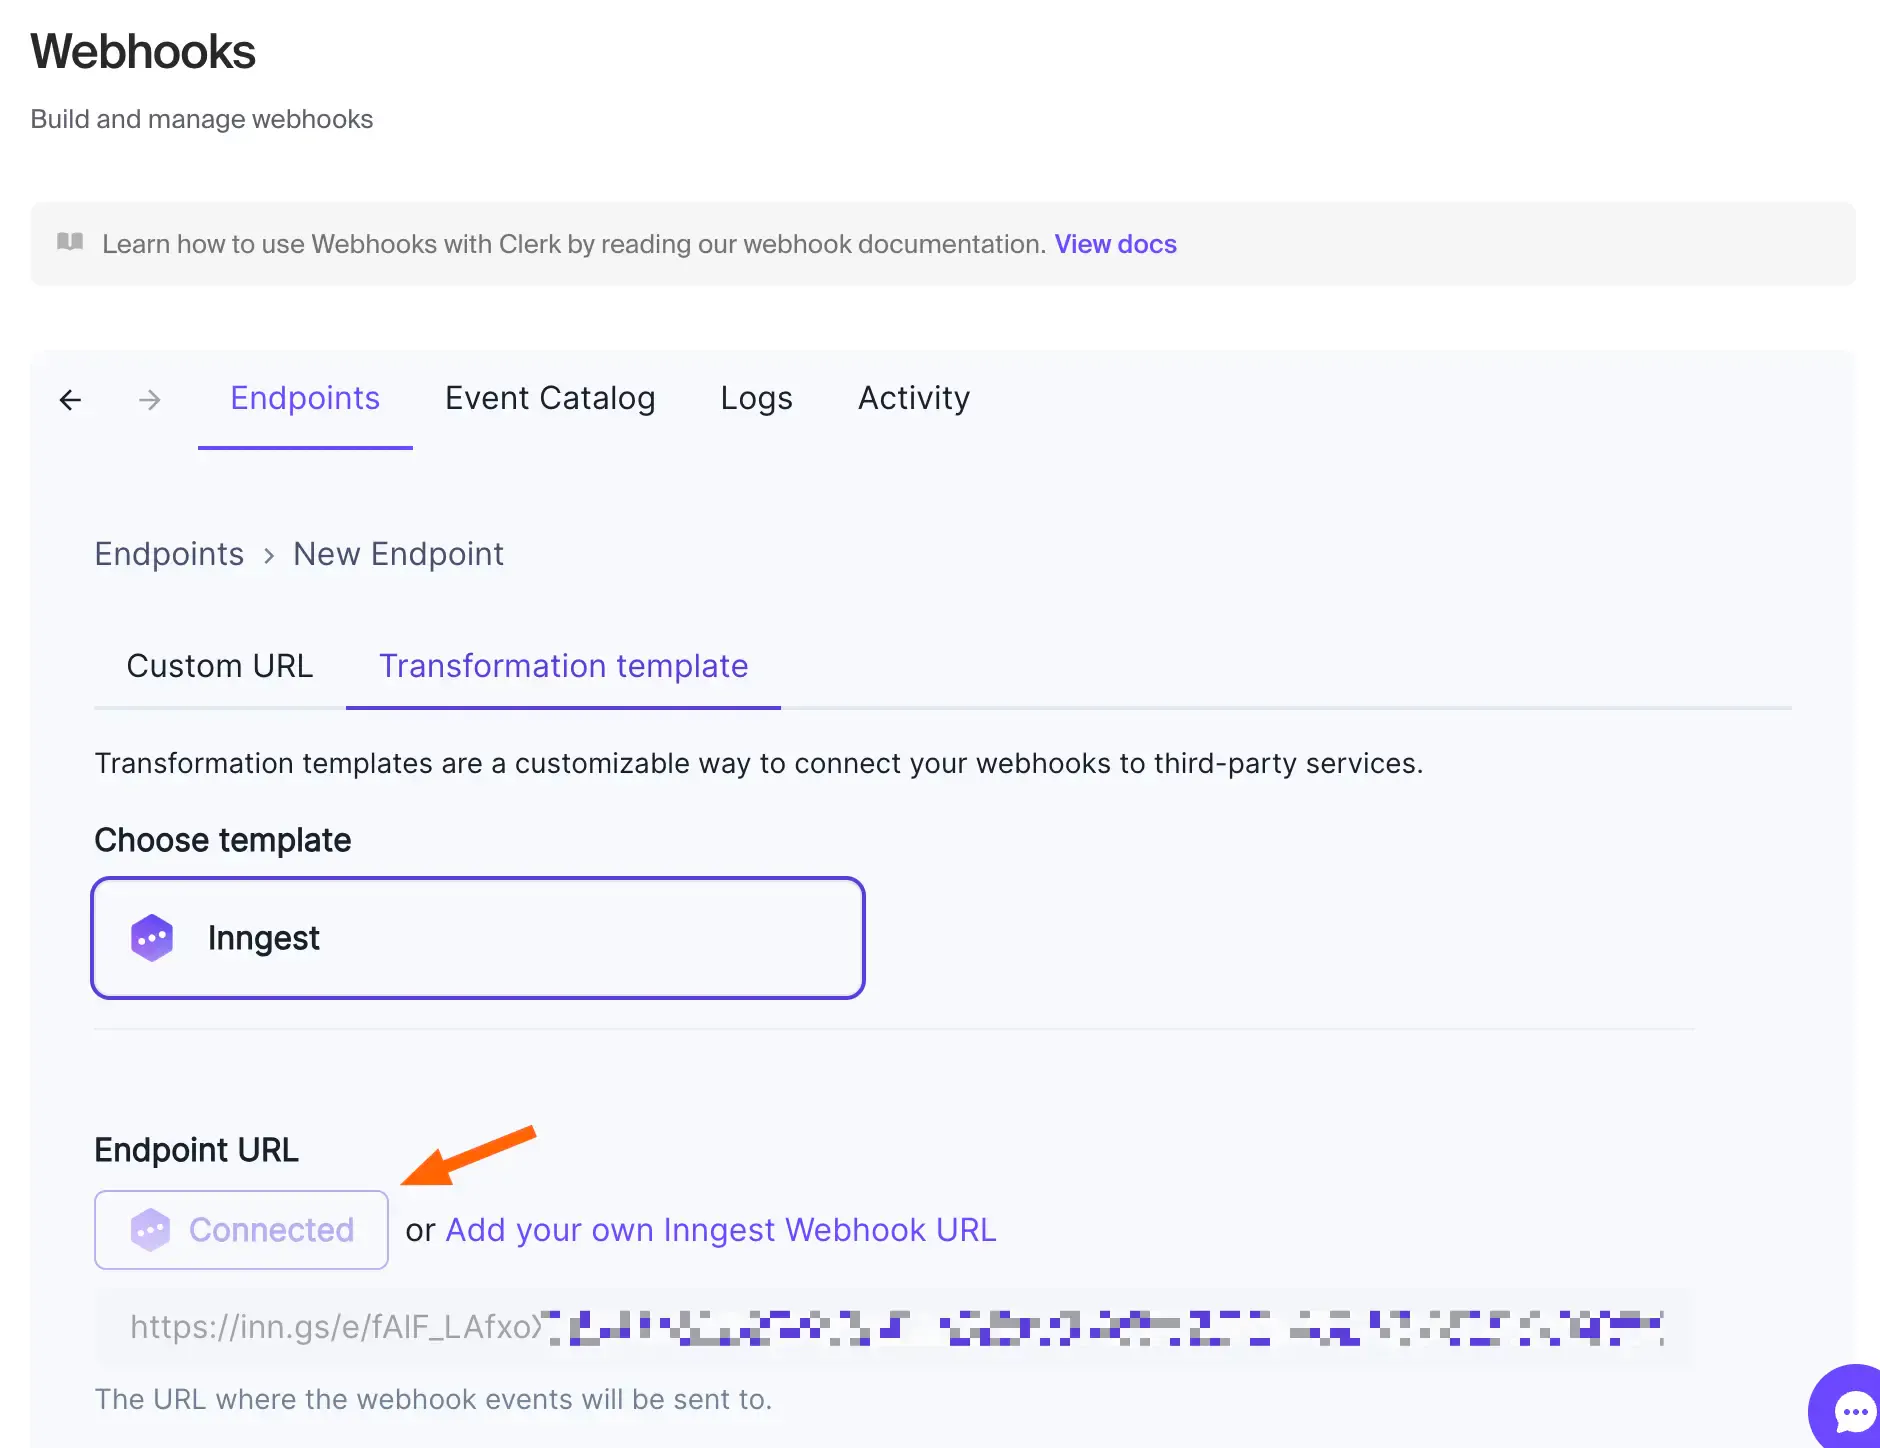 Webhooks
Build and manage webhooks
Learn how to use Webhooks with Clerk by reading our webhook documentation. View docs
Endpoints Event Catalog Logs Activity
Endpoints > New Endpoint
Custom URL Transformation template
Transformation templates are a customizable way to connect your webhooks to third-party services.
Choose template
Inngest
Endpoint URL
Connected or Add your own Inngest Webhook URL
https://inn.gs/e/fAIF_LAfxoX
The URL where the webhook events will be sent to.